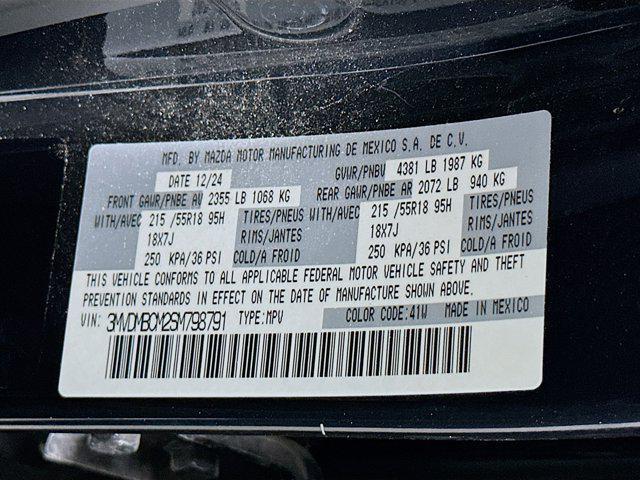 MFD. BY MAZDA MOTOR MANUFACTURING DE MEXICO S.A. DE C.V.
DATE 12/24 GVWR/PNBV 4381 LB 1987 KG
FRONT GAWR/PNBE AV 2355 LB 1068 KG REAR GAWR/PNBE AR 2072 LB 940 KG
WITH/AVEC 215 /55R18 95H TIRES/PNEUS WITH/AVEC 215 /55R18 95H TIRES/PNEUS
18X7J RIMS/JANTES 18X7J RIMS/JANTES
250 KPA/36 PSI COLD/A FROID 250 KPA/36 PSI COLD/A FROID
THIS VEHICLE CONFORMS TO ALL APPLICABLE FEDERAL MOTOR VEHICLE SAFETY AND THEFT
PREVENTION STANDARDS IN EFFECT ON THE DATE OF MANUFACTURE SHOWN ABOVE.
VIN: 3MVDMBCM2SM798791 TYPE:MPV COLOR CODE:41W MADE IN MEXICO